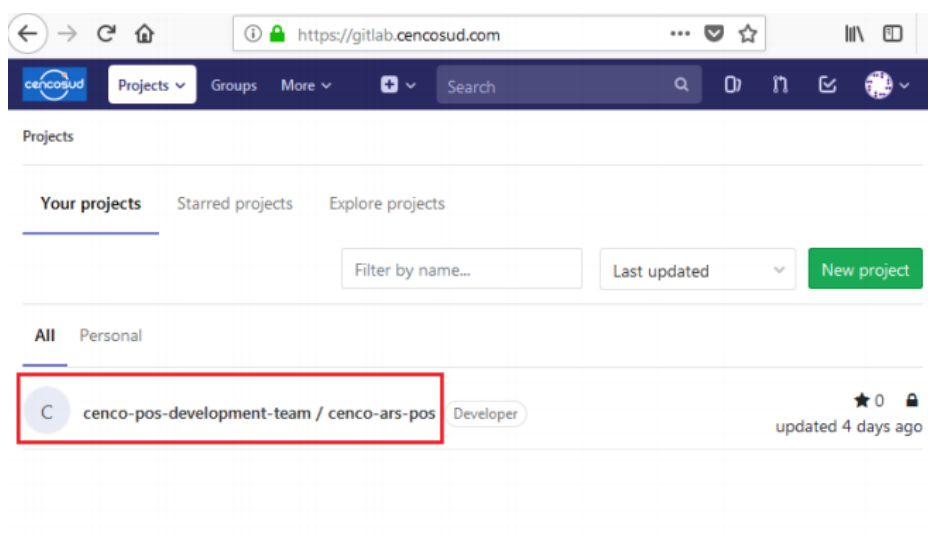 https://gitlab.cencosud.com
cencosud Projects Groups More Search
Projects
Your projects Starred projects Explore projects
Filter by name... Last updated New project
All Personal
C cenco-pos-development-team / cenco-ars-pos Developer 0
updated 4 days ago